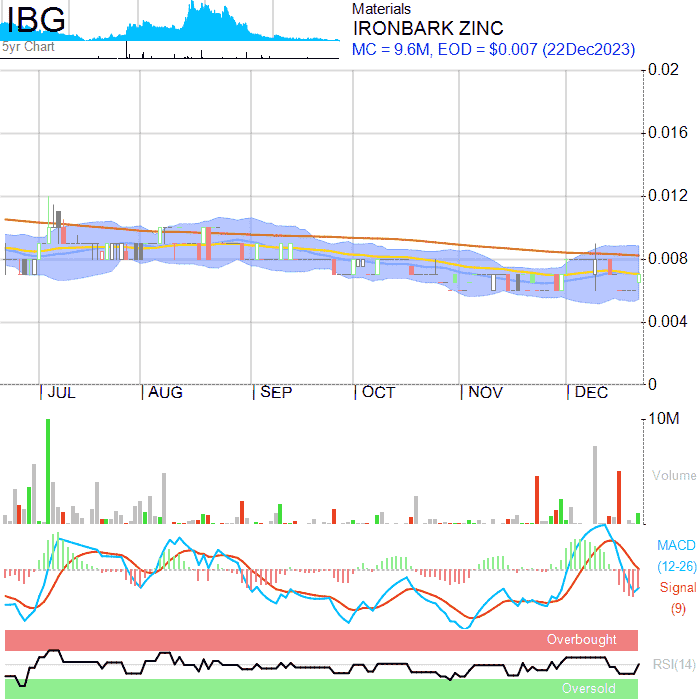 IBG
5yr Chart
Materials
IRONBARK ZINC
MC = 9.6M, EOD = $0.007 (22Dec2023)
0.02
0.016
0.012
0.008
0.004
0
JUL AUG SEP OCT NOV DEC
10M
Volume
MACD
(12-26)
Signal
(9)
Overbought
RSI(14)
Oversold